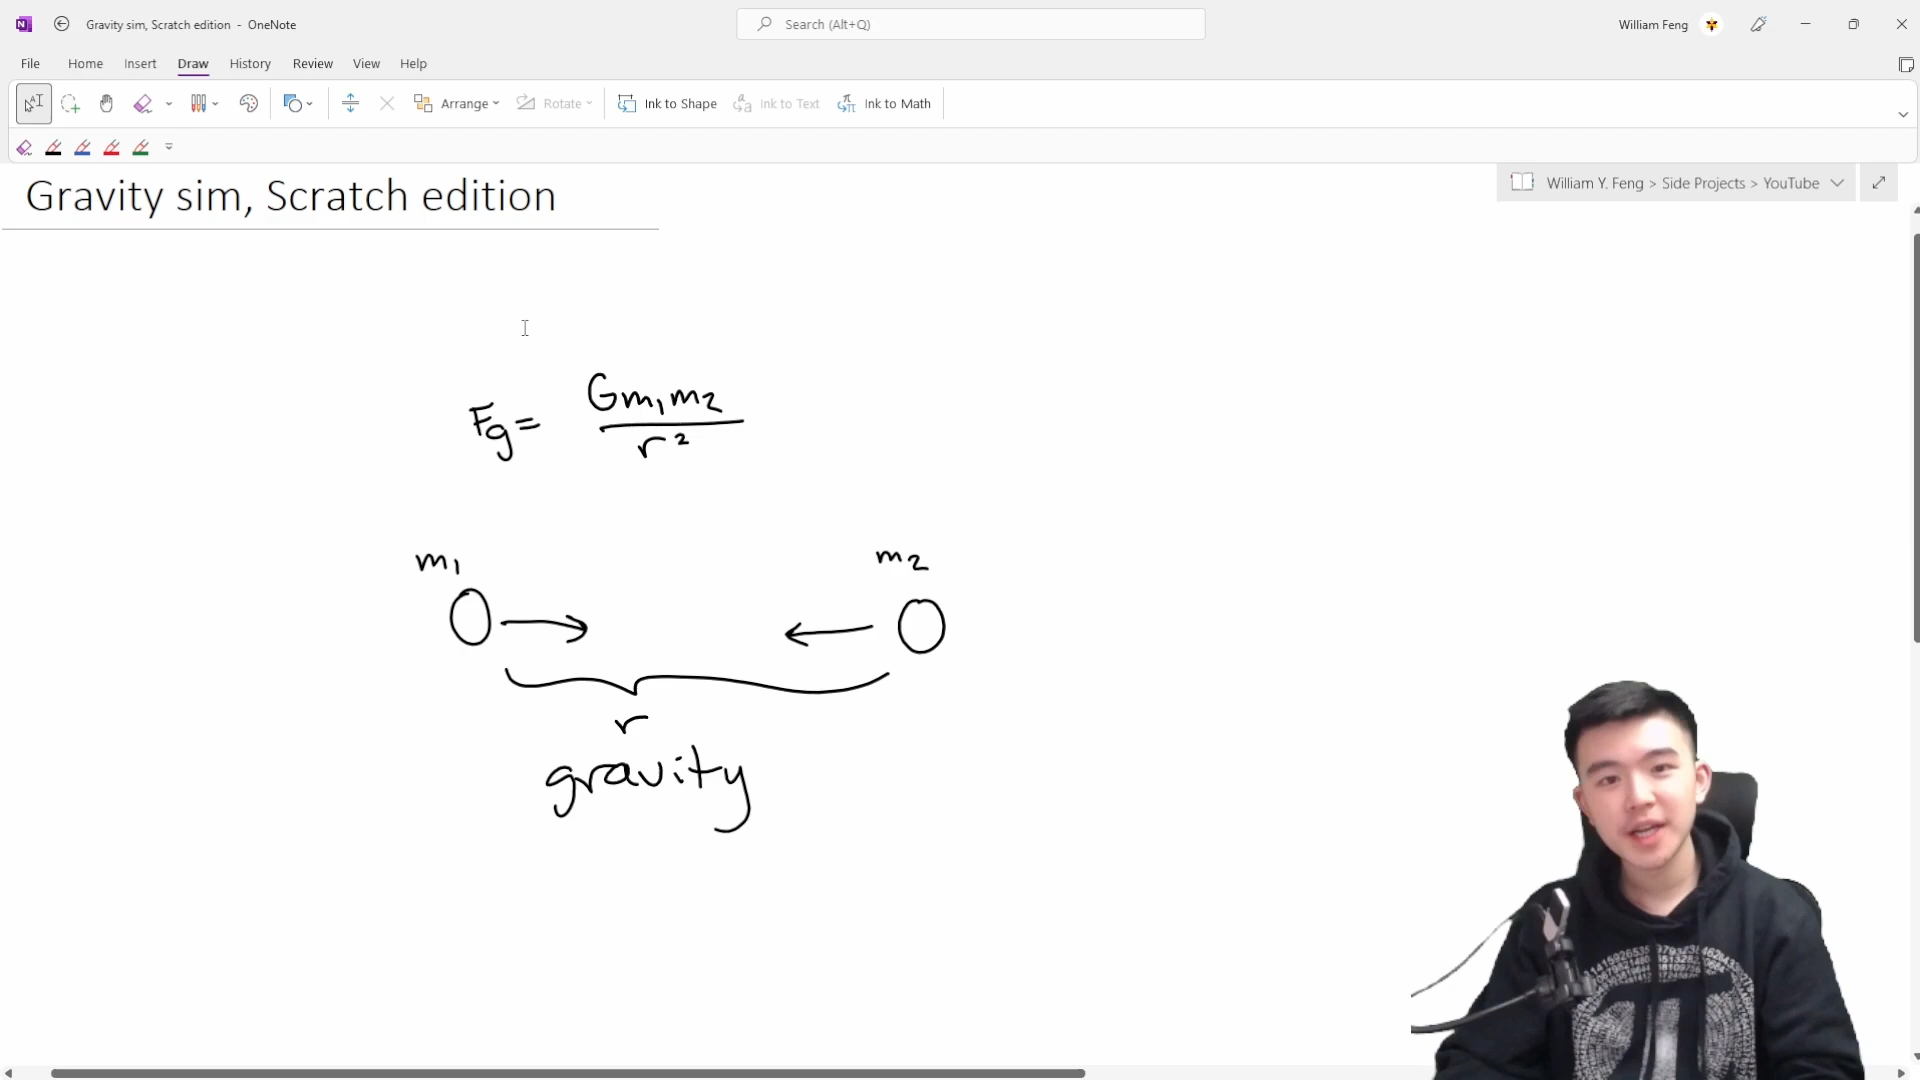 Gravity sim, Scratch edition - OneNote
Search (Alt+Q)
William Feng
File Home Insert Draw History Review View Help
Arrange Rotate Ink to Shape Ink to Text Ink to Math
Gravity sim, Scratch edition
William Y. Feng > Side Projects > YouTube
Fg = Gm₁m₂
r²
m₁ m₂
r
gravity